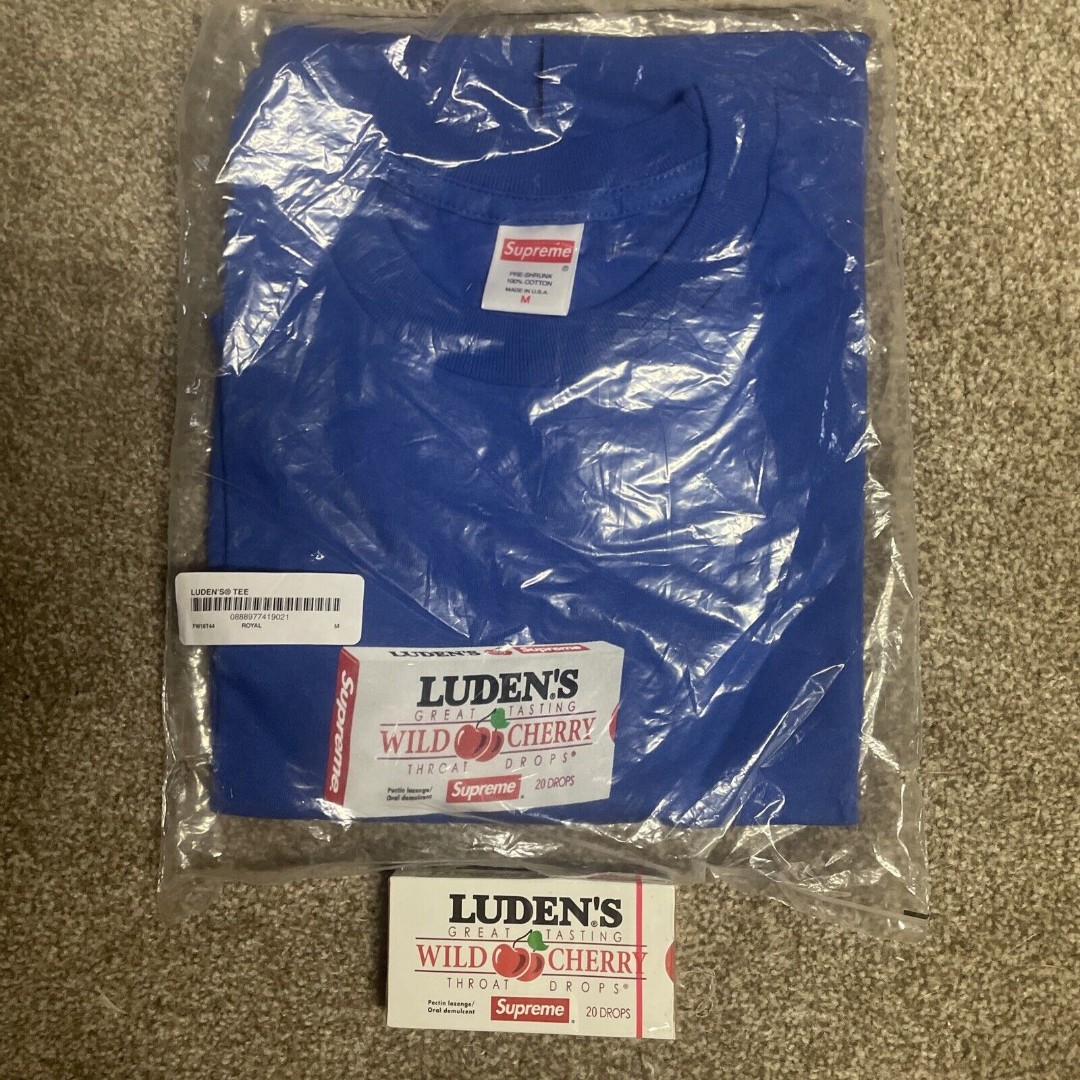 Supreme
®
PRE-SHRUNK
100% COTTON
MADE IN U.S.A.
M
LUDEN'S® TEE
0888977419021
FW18T44 ROYAL M
LUDEN'S Supreme
Supreme
LUDEN'S
GREAT TASTING
WILD CHERRY
THROAT DROPS®
Pectin lozenge/
Oral demulcent
Supreme® 20 DROPS
LUDEN'S®
GREAT TASTING
WILD CHERRY
THROAT DROPS®
Pectin lozenge/
Oral demulcent
Supreme® 20 DROPS